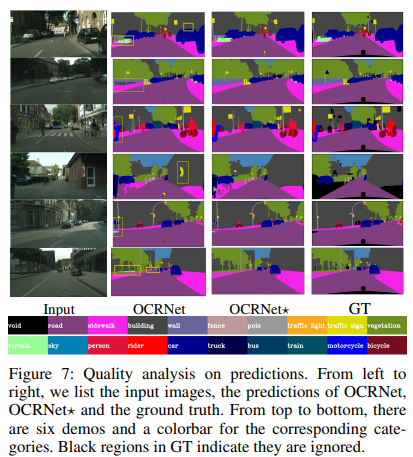 Input OCRNet OCRNet⋆ GT
void road sidewalk building wall fence pole traffic light traffic sign vegetation
terrain sky person rider car truck bus train motorcycle bicycle
Figure 7: Quality analysis on predictions. From left to
right, we list the input images, the predictions of OCRNet,
OCRNet⋆ and the ground truth. From top to bottom, there
are six demos and a colorbar for the corresponding cate-
gories. Black regions in GT indicate they are ignored.